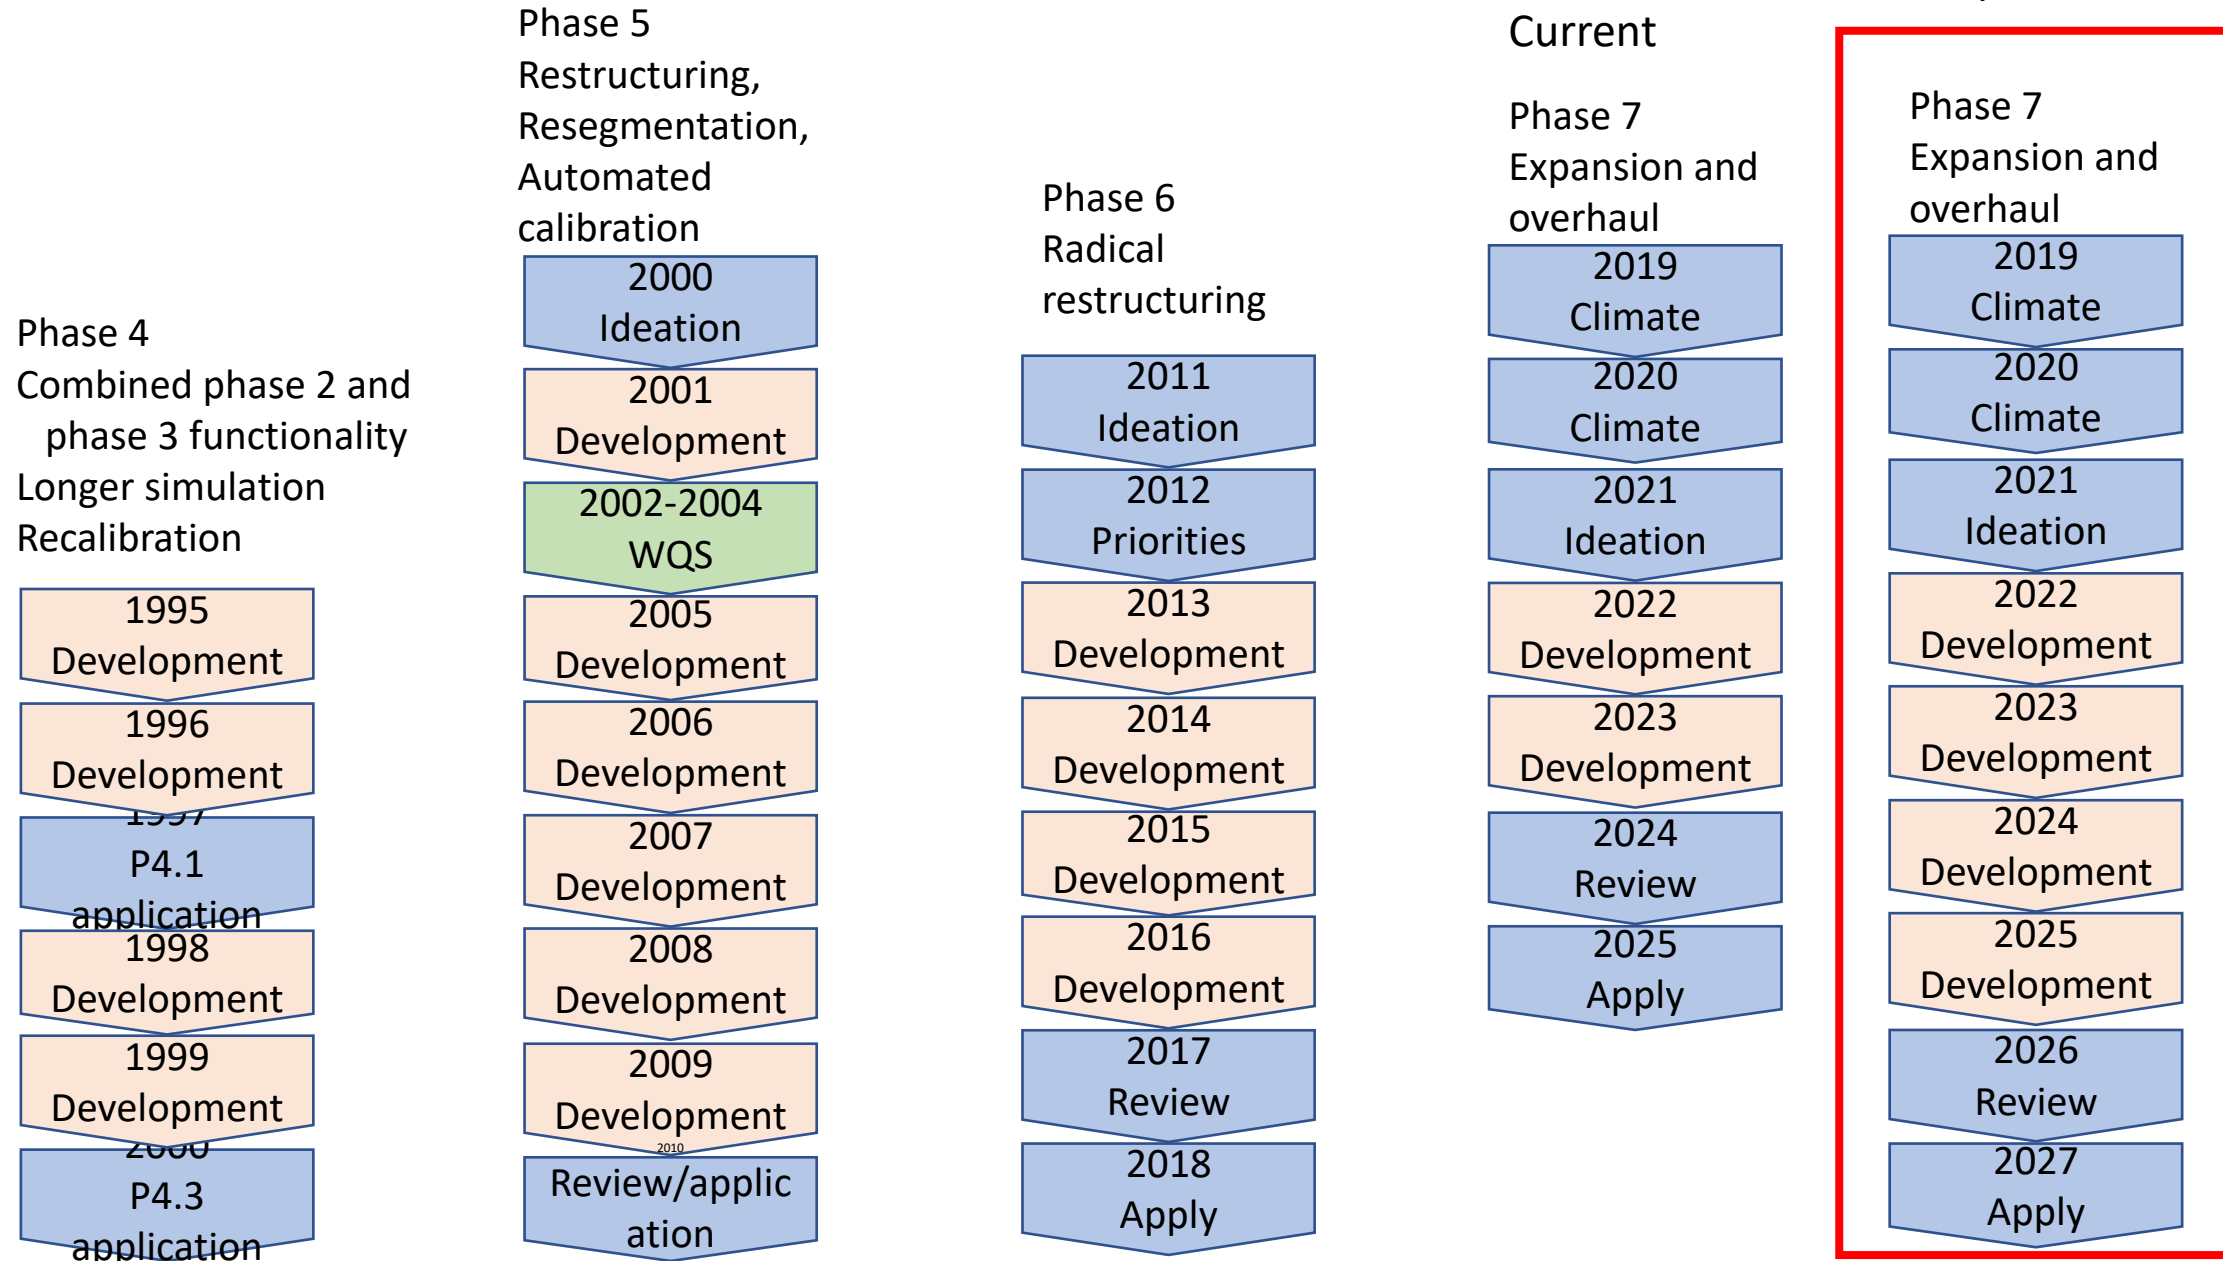 Phase 4
Combined phase 2 and
phase 3 functionality
Longer simulation
Recalibration
1995
Development
1996
Development
1997
P4.1
application
1998
Development
1999
Development
2000
P4.3
application
Phase 5
Restructuring,
Resegmentation,
Automated
calibration
2000
Ideation
2001
Development
2002-2004
WQS
2005
Development
2006
Development
2007
Development
2008
Development
2009
Development
2010
Review/applic
ation
Phase 6
Radical
restructuring
2011
Ideation
2012
Priorities
2013
Development
2014
Development
2015
Development
2016
Development
2017
Review
2018
Apply
Current
Phase 7
Expansion and
overhaul
2019
Climate
2020
Climate
2021
Ideation
2022
Development
2023
Development
2024
Review
2025
Apply
Phase 7
Expansion and
overhaul
2019
Climate
2020
Climate
2021
Ideation
2022
Development
2023
Development
2024
Development
2025
Development
2026
Review
2027
Apply